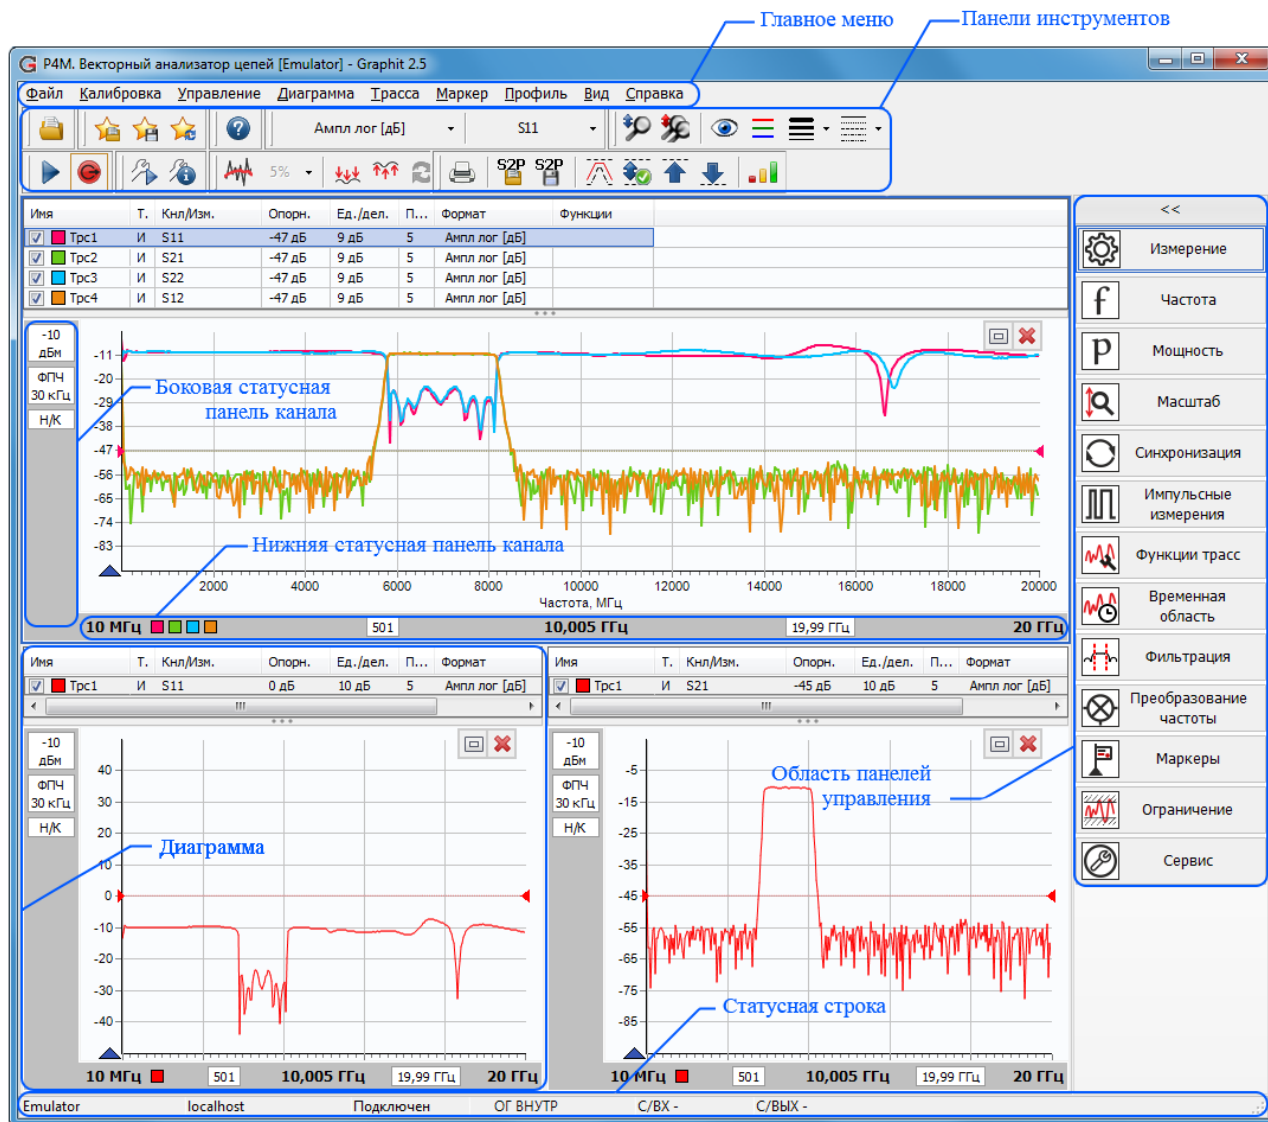 Главное меню
Панели инструментов
Р4М. Векторный анализатор цепей [Emulator] - Graphit 2.5
Файл Калибровка Управление Диаграмма Трасса Маркер Профиль Вид Справка
Ампл лог [дБ] S11
5% S2P S2P
Имя Т. Кнл/Изм. Опорн. Ед./дел. П... Формат Функции
Трс1 И S11 -47 дБ 9 дБ 5 Ампл лог [дБ]
Трс2 И S21 -47 дБ 9 дБ 5 Ампл лог [дБ]
Трс3 И S22 -47 дБ 9 дБ 5 Ампл лог [дБ]
Трс4 И S12 -47 дБ 9 дБ 5 Ампл лог [дБ]
-10
дБм
ФПЧ
30 кГц
Н/К
-11
-20
-29
-38
-47
-56
-65
-74
-83
Боковая статусная
панель канала
Нижняя статусная панель канала
2000 4000 6000 8000 10000 12000 14000 16000 18000 20000
Частота, МГц
10 МГц 501 10,005 ГГц 19,99 ГГц 20 ГГц
<<
Измерение
Частота
Мощность
Масштаб
Синхронизация
Импульсные
измерения
Функции трасс
Временная
область
Фильтрация
Преобразование
частоты
Маркеры
Ограничение
Сервис
Имя Т. Кнл/Изм. Опорн. Ед./дел. П... Формат
Трс1 И S11 0 дБ 10 дБ 5 Ампл лог [дБ]
-10
дБм
ФПЧ
30 кГц
Н/К
40
30
20
10
0
-10
-20
-30
-40
Диаграмма
10 МГц 501 10,005 ГГц 19,99 ГГц 20 ГГц
Имя Т. Кнл/Изм. Опорн. Ед./дел. П... Формат
Трс1 И S21 -45 дБ 10 дБ 5 Ампл лог [дБ]
-10
дБм
ФПЧ
30 кГц
Н/К
-5
-15
-25
-35
-45
-55
-65
-75
-85
Область панелей
управления
Статусная строка
10 МГц 501 10,005 ГГц 19,99 ГГц 20 ГГц
Emulator localhost Подключен ОГ ВНУТР С/ВХ - С/ВЫХ -